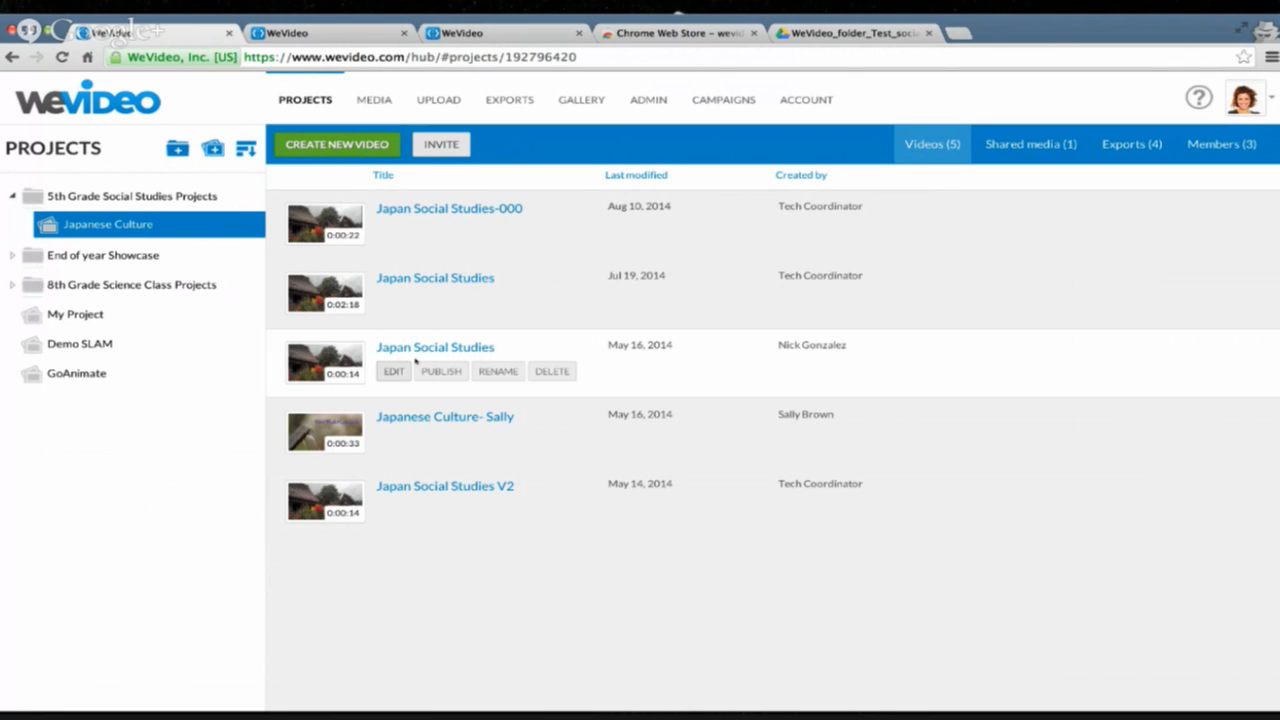 Google+
WeVideo
WeVideo
Chrome Web Store – wevid
WeVideo_folder_Test_soci
WeVideo, Inc. [US] https://www.wevideo.com/hub/#projects/192796420
WEVIDEO
PROJECTS MEDIA UPLOAD EXPORTS GALLERY ADMIN CAMPAIGNS ACCOUNT
?
PROJECTS
CREATE NEW VIDEO INVITE Videos (5) Shared media (1) Exports (4) Members (3)
5th Grade Social Studies Projects
Japanese Culture
End of year Showcase
8th Grade Science Class Projects
My Project
Demo SLAM
GoAnimate
Title Last modified Created by
Japan Social Studies-000 Aug 10, 2014 Tech Coordinator
0:00:22
Japan Social Studies Jul 19, 2014 Tech Coordinator
0:02:18
Japan Social Studies May 16, 2014 Nick Gonzalez
0:00:14 EDIT PUBLISH RENAME DELETE
Japanese Culture- Sally May 16, 2014 Sally Brown
0:00:33
Japan Social Studies V2 May 14, 2014 Tech Coordinator
0:00:14